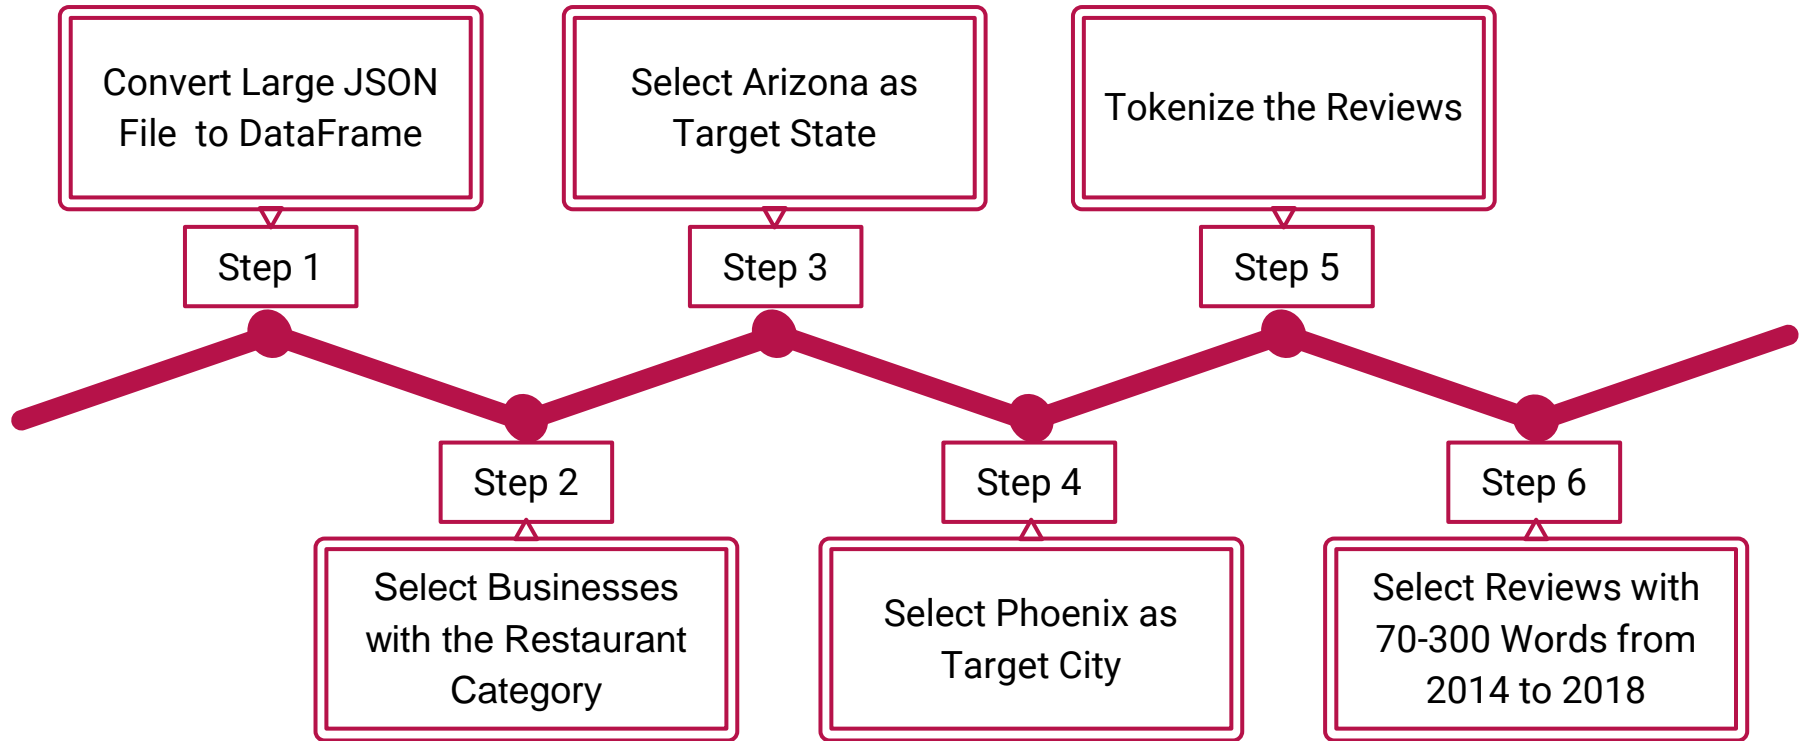 Convert Large JSON
File  to DataFrame
Step 1
Select Businesses
with the Restaurant
Category
Step 2
Select Arizona as
Target State
Step 3
Select Phoenix as
Target City
Step 4
Tokenize the Reviews
Step 5
Select Reviews with
70-300 Words from
2014 to 2018
Step 6